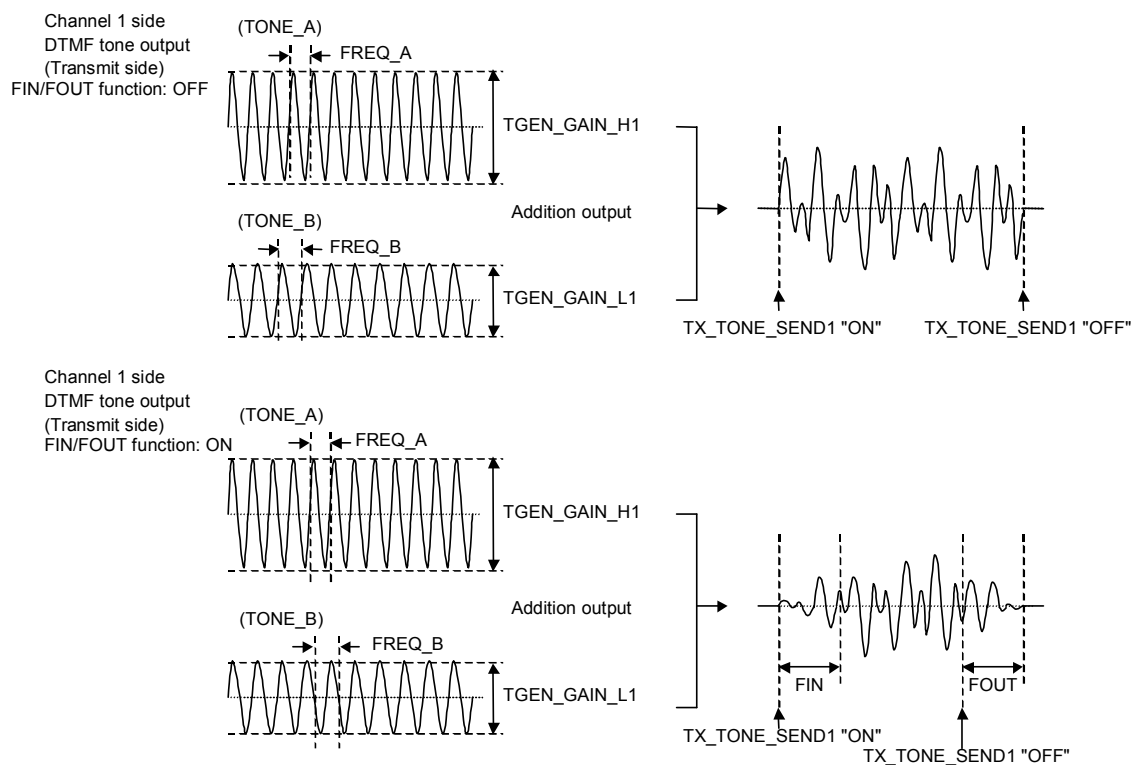 Channel 1 side
DTMF tone output
(Transmit side)
FIN/FOUT function: OFF
(TONE_A)
FREQ_A
TGEN_GAIN_H1
Addition output
(TONE_B)
FREQ_B
TGEN_GAIN_L1
TX_TONE_SEND1 "ON"
TX_TONE_SEND1 "OFF"
Channel 1 side
DTMF tone output
(Transmit side)
FIN/FOUT function: ON
(TONE_A)
FREQ_A
TGEN_GAIN_H1
Addition output
(TONE_B)
FREQ_B
TGEN_GAIN_L1
FIN
FOUT
TX_TONE_SEND1 "ON"
TX_TONE_SEND1 "OFF"